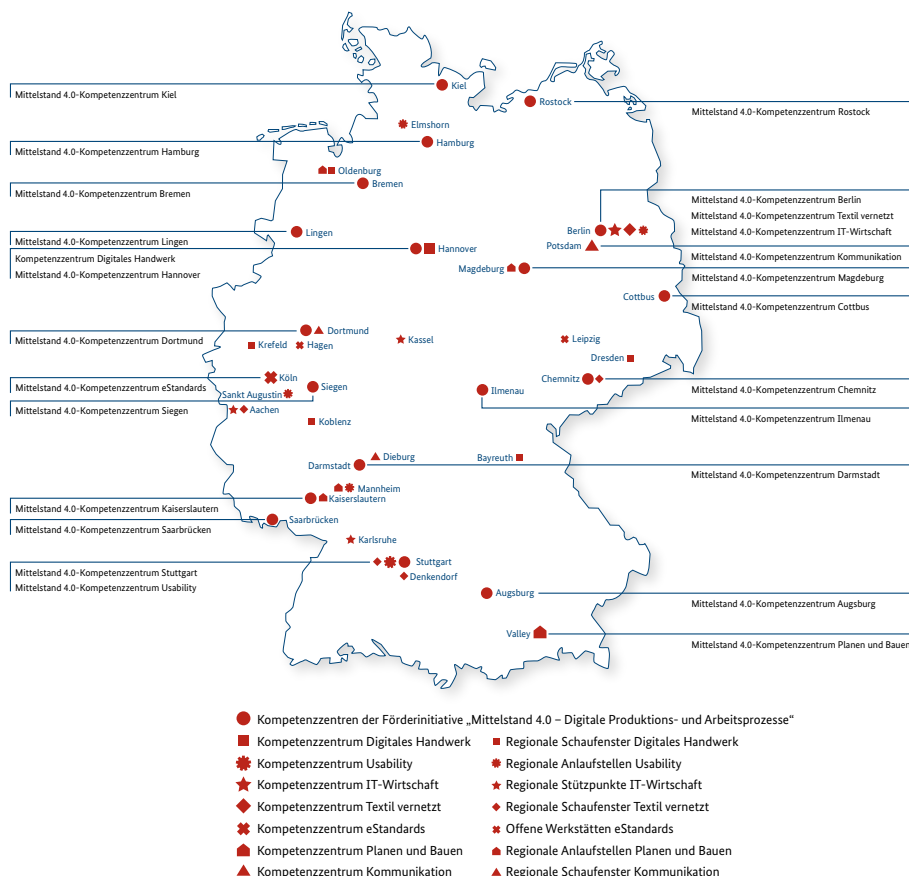 Kiel
Mittelstand 4.0-Kompetenzzentrum Kiel
Rostock
Mittelstand 4.0-Kompetenzzentrum Rostock
Elmshorn
Hamburg
Mittelstand 4.0-Kompetenzzentrum Hamburg
Oldenburg
Bremen
Mittelstand 4.0-Kompetenzzentrum Bremen
Mittelstand 4.0-Kompetenzzentrum Berlin
Mittelstand 4.0-Kompetenzzentrum Textil vernetzt
Mittelstand 4.0-Kompetenzzentrum IT-Wirtschaft
Berlin
Lingen
Mittelstand 4.0-Kompetenzzentrum Lingen
Potsdam
Mittelstand 4.0-Kompetenzzentrum Kommunikation
Hannover
Kompetenzzentrum Digitales Handwerk
Mittelstand 4.0-Kompetenzzentrum Hannover
Magdeburg
Mittelstand 4.0-Kompetenzzentrum Magdeburg
Cottbus
Mittelstand 4.0-Kompetenzzentrum Cottbus
Dortmund
Mittelstand 4.0-Kompetenzzentrum Dortmund
Krefeld
Hagen
Kassel
Leipzig
Dresden
Köln
Mittelstand 4.0-Kompetenzzentrum eStandards
Chemnitz
Mittelstand 4.0-Kompetenzzentrum Chemnitz
Siegen
Sankt Augustin
Mittelstand 4.0-Kompetenzzentrum Siegen
Ilmenau
Mittelstand 4.0-Kompetenzzentrum Ilmenau
Aachen
Koblenz
Dieburg
Bayreuth
Darmstadt
Mittelstand 4.0-Kompetenzzentrum Darmstadt
Mannheim
Kaiserslautern
Mittelstand 4.0-Kompetenzzentrum Kaiserslautern
Saarbrücken
Mittelstand 4.0-Kompetenzzentrum Saarbrücken
Karlsruhe
Stuttgart
Mittelstand 4.0-Kompetenzzentrum Stuttgart
Mittelstand 4.0-Kompetenzzentrum Usability
Denkendorf
Augsburg
Mittelstand 4.0-Kompetenzzentrum Augsburg
Valley
Mittelstand 4.0-Kompetenzzentrum Planen und Bauen
Kompetenzzentren der Förderinitiative „Mittelstand 4.0 – Digitale Produktions- und Arbeitsprozesse“
Kompetenzzentrum Digitales Handwerk
Regionale Schaufenster Digitales Handwerk
Kompetenzzentrum Usability
Regionale Anlaufstellen Usability
Kompetenzzentrum IT-Wirtschaft
Regionale Stützpunkte IT-Wirtschaft
Kompetenzzentrum Textil vernetzt
Regionale Schaufenster Textil vernetzt
Kompetenzzentrum eStandards
Offene Werkstätten eStandards
Kompetenzzentrum Planen und Bauen
Regionale Anlaufstellen Planen und Bauen
Kompetenzzentrum Kommunikation
Regionale Schaufenster Kommunikation